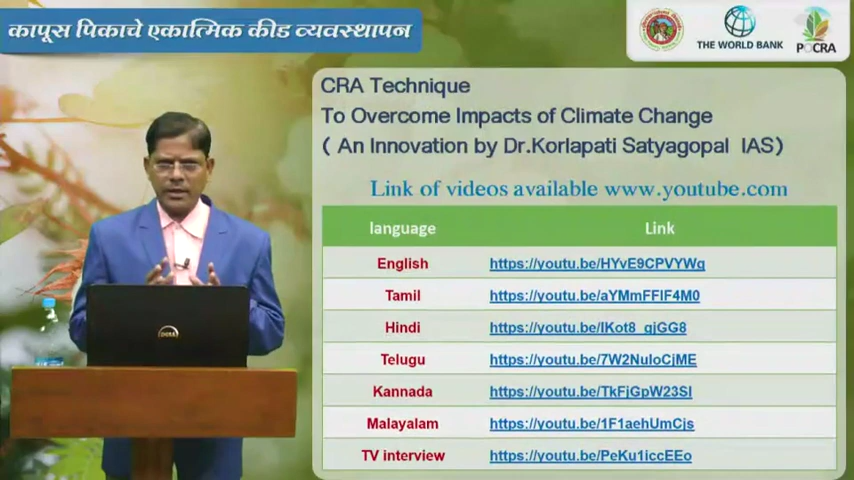 कापूस पिकाचे एकात्मिक कीड व्यवस्थापन
THE WORLD BANK
POCRA
CRA Technique
To Overcome Impacts of Climate Change
( An Innovation by Dr.Korlapati Satyagopal IAS)
Link of videos available www.youtube.com
language Link
English https://youtu.be/HYvE9CPVYWg
Tamil https://youtu.be/aYMmFFIF4M0
Hindi https://youtu.be/IKot8_gjGG8
Telugu https://youtu.be/7W2NuloCjME
Kannada https://youtu.be/TkFjGpW23SI
Malayalam https://youtu.be/1F1aehUmCjs
TV interview https://youtu.be/PeKu1iccEEo
DELL